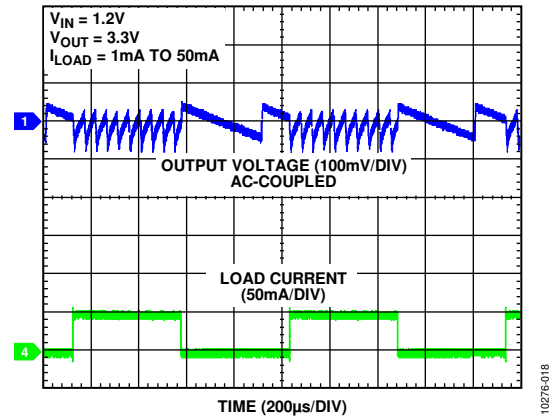 V_IN = 1.2V
V_OUT = 3.3V
I_LOAD = 1mA TO 50mA
1
OUTPUT VOLTAGE (100mV/DIV)
AC-COUPLED
LOAD CURRENT
(50mA/DIV)
4
TIME (200µs/DIV)
10276-018